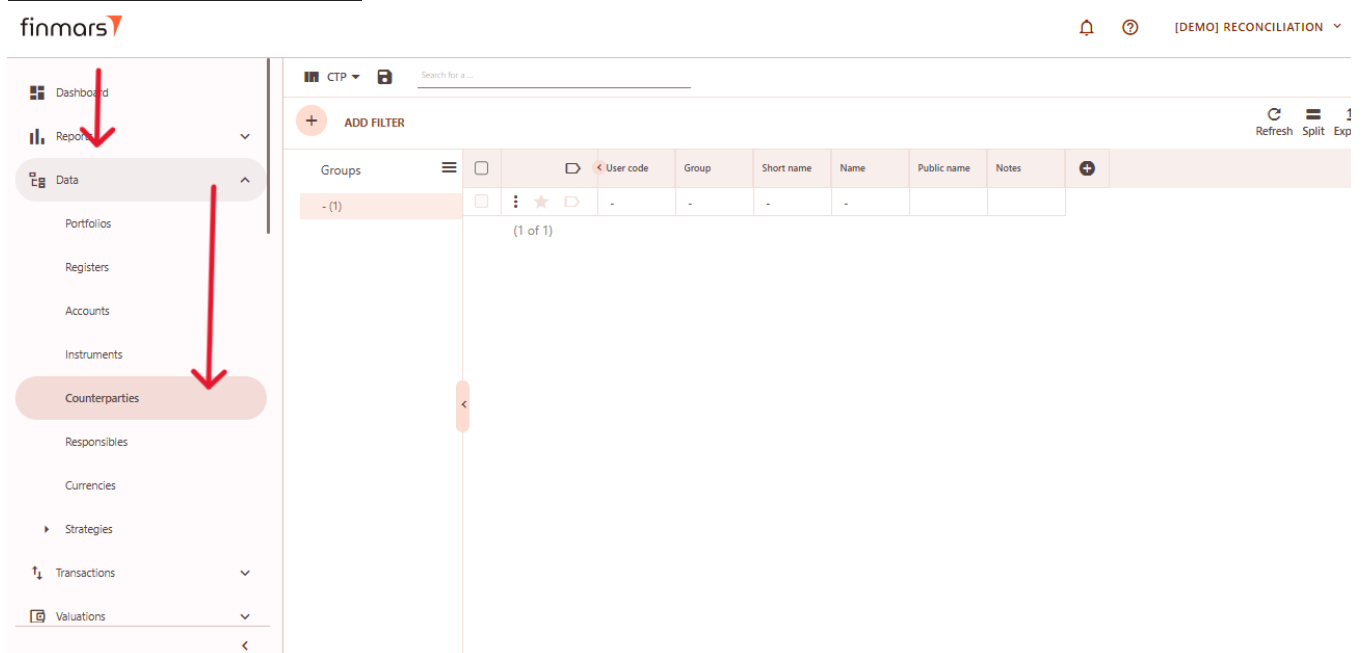 finmars
[DEMO] RECONCILIATION
Dashboard
Reports
Data
Portfolios
Registers
Accounts
Instruments
Counterparties
Responsibles
Currencies
Strategies
Transactions
Valuations
CTP
Search for a ...
+ ADD FILTER
Refresh Split Exp
Groups
- (1)
User code Group Short name Name Public name Notes
- - - -
(1 of 1)